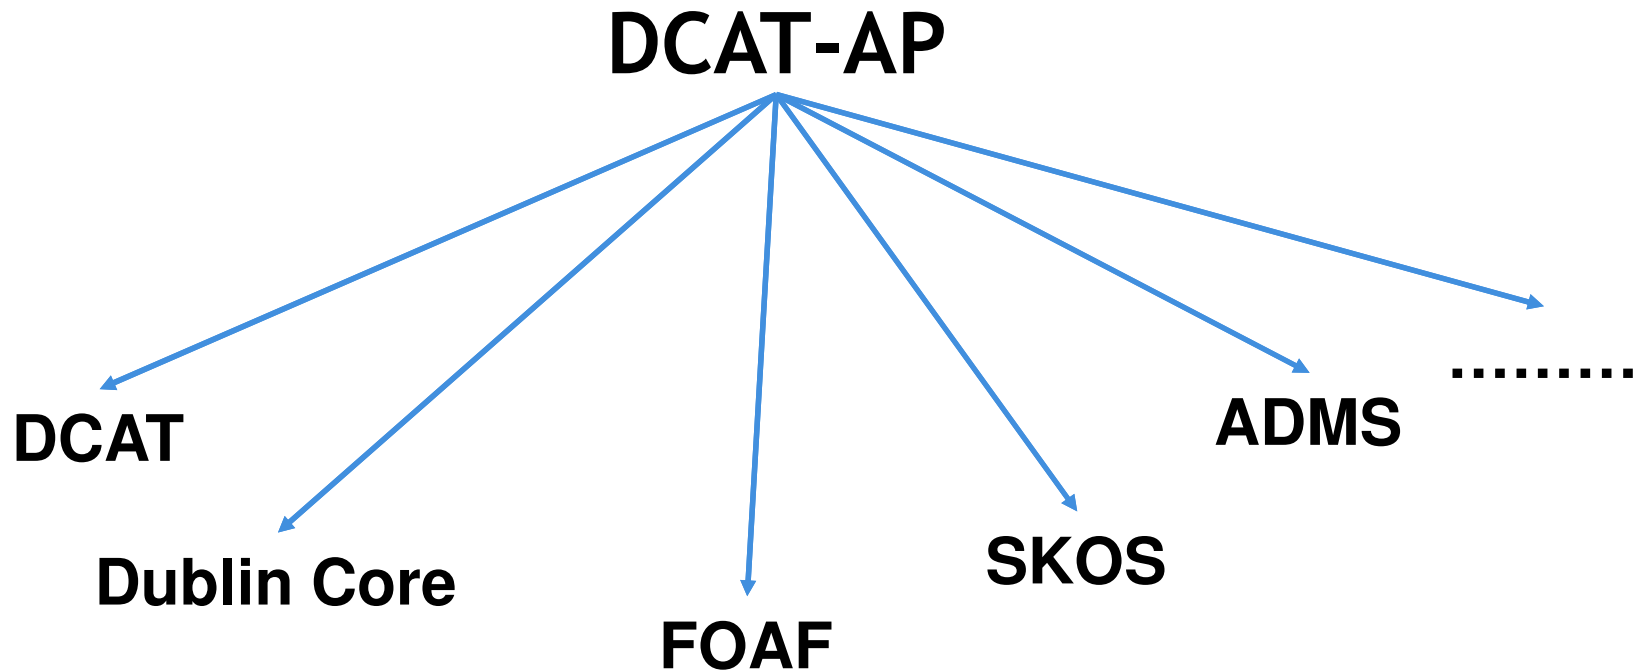 DCAT-AP
DCAT
Dublin Core
FOAF
SKOS
ADMS
.........